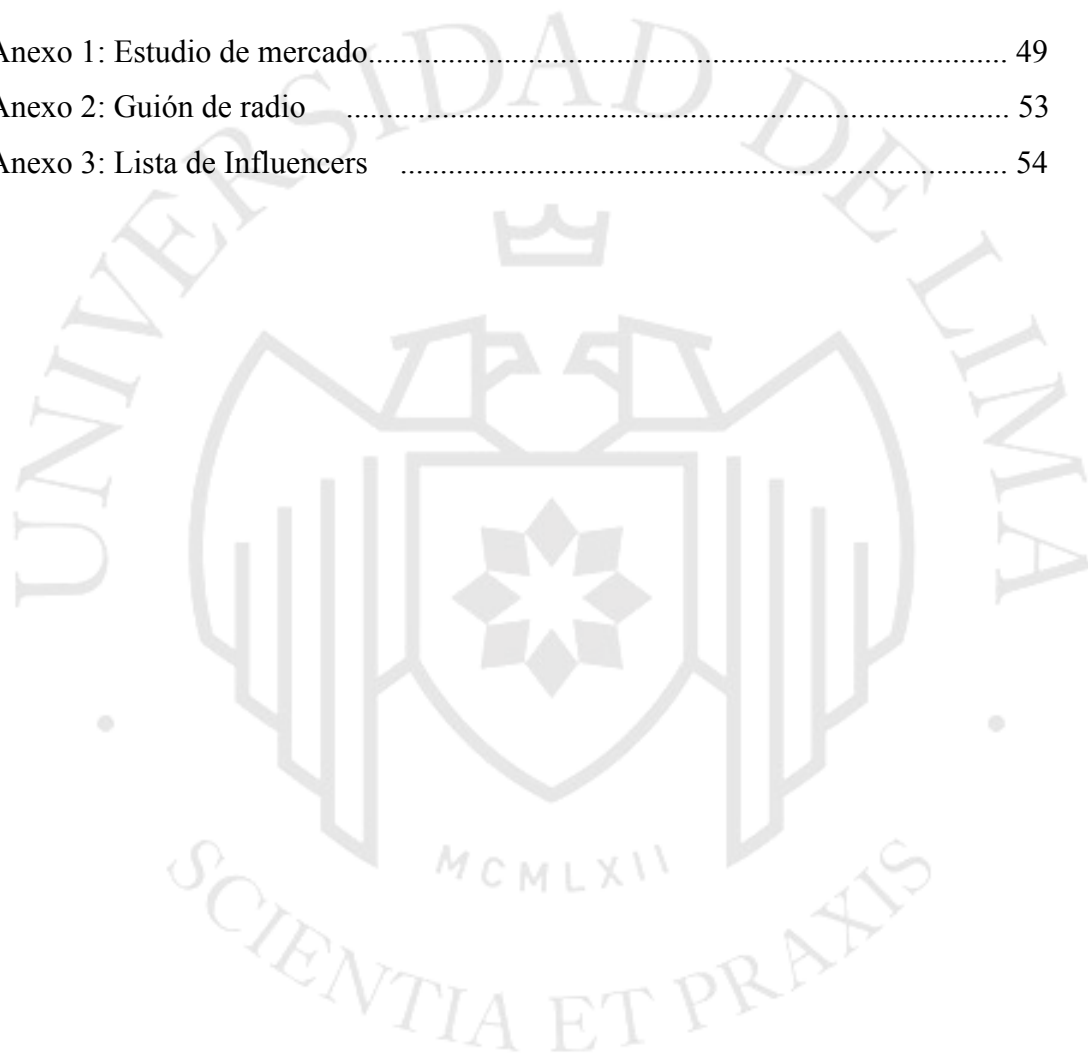 Anexo 1: Estudio de mercado.................................................................... 49
Anexo 2: Guión de radio ...................................................................... 53
Anexo 3: Lista de Influencers ................................................................ 54
UNIVERSIDAD DE LIMA
MCMLXII
SCIENTIA ET PRAXIS